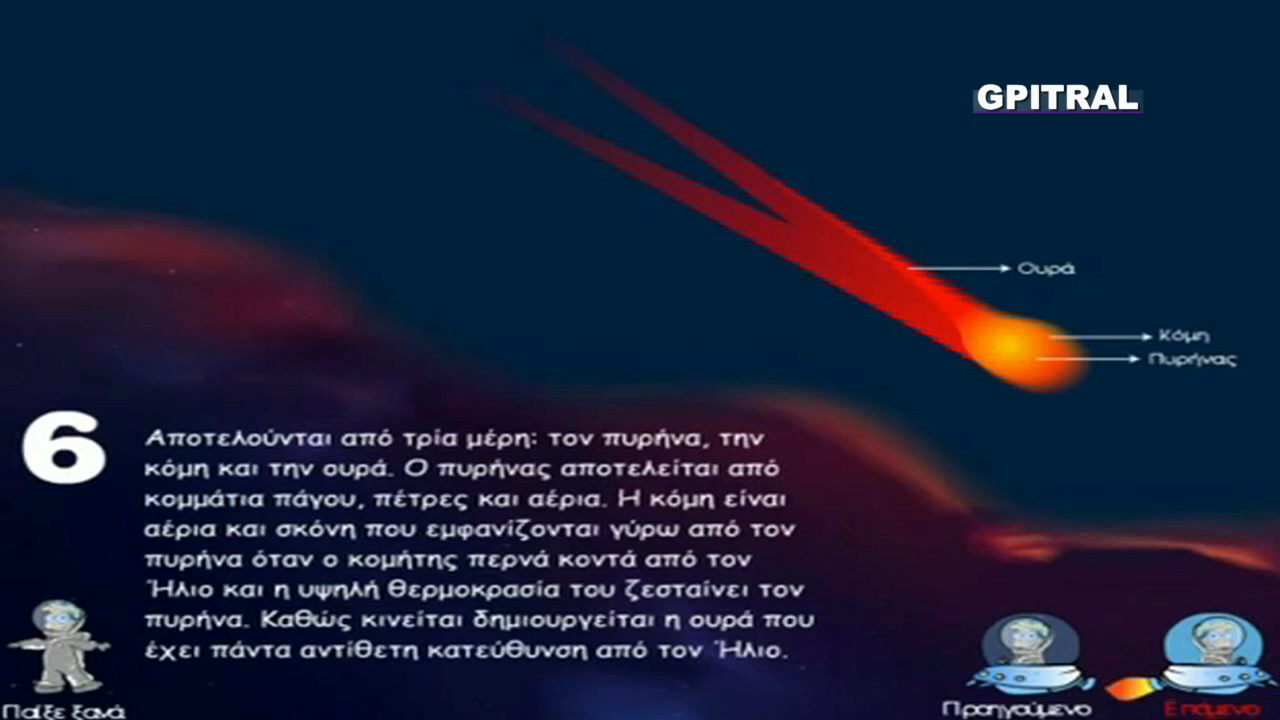 GPITRAL
Ουρά
Κόμη
Πυρήνας
6
Αποτελούνται από τρία μέρη: τον πυρήνα, την
κόμη και την ουρά. Ο πυρήνας αποτελείται από
κομμάτια πάγου, πέτρες και αέρια. Η κόμη είναι
αέρια και σκόνη που εμφανίζονται γύρω από τον
πυρήνα όταν ο κομήτης περνά κοντά από τον
Ήλιο και η υψηλή θερμοκρασία του ζεσταίνει τον
πυρήνα. Καθώς κινείται δημιουργείται η ουρά που
έχει πάντα αντίθετη κατεύθυνση από τον Ήλιο.
Παίξε ξανά
Προηγούμενο
Επόμενο